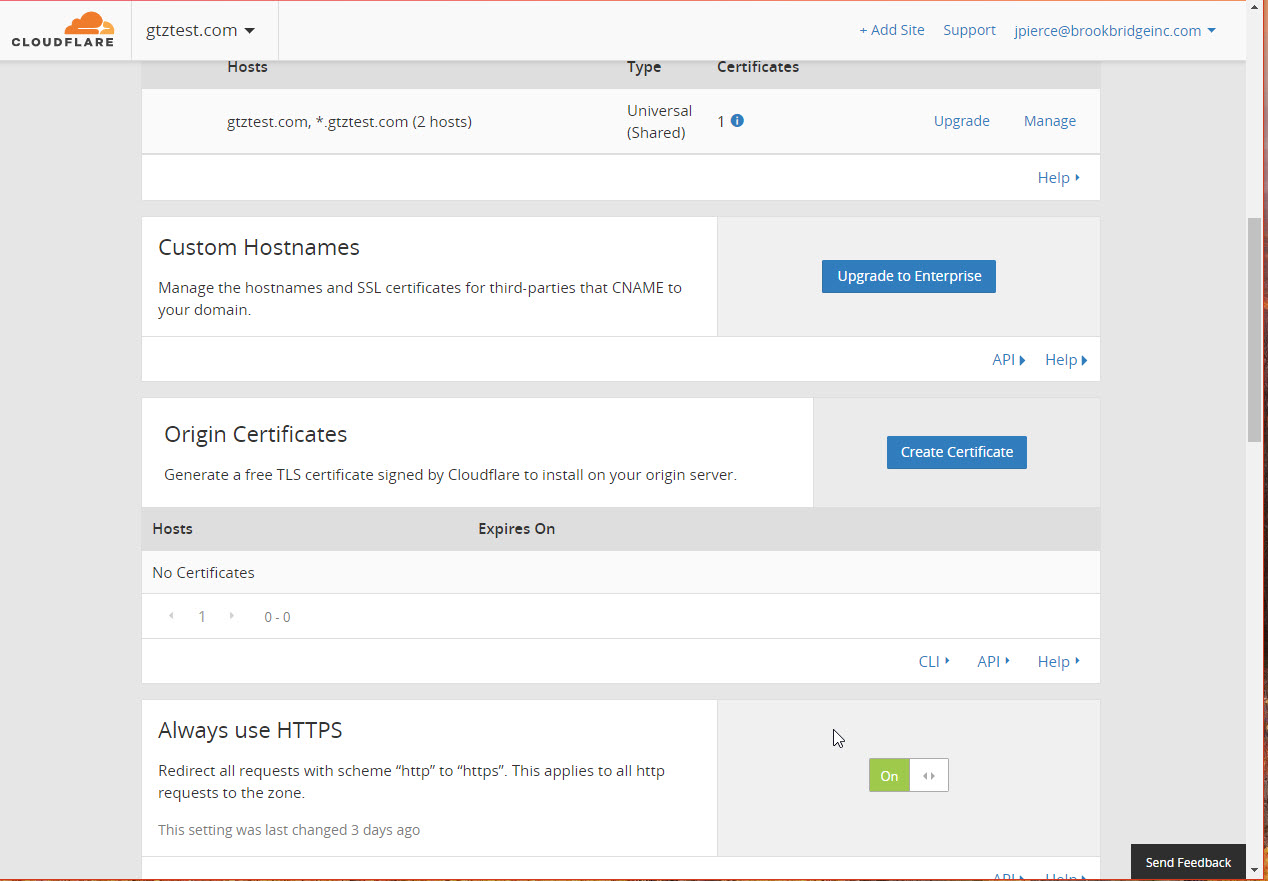 CLOUDFLARE
gtztest.com
+ Add Site Support jpierce@brookbridgeinc.com
Hosts Type Certificates
gtztest.com, *.gtztest.com (2 hosts) Universal (Shared) 1 Upgrade Manage
Help
Custom Hostnames
Manage the hostnames and SSL certificates for third-parties that CNAME to
your domain.
Upgrade to Enterprise
API Help
Origin Certificates
Generate a free TLS certificate signed by Cloudflare to install on your origin server.
Create Certificate
Hosts Expires On
No Certificates
1 0 - 0
CLI API Help
Always use HTTPS
Redirect all requests with scheme “http” to “https”. This applies to all http
requests to the zone.
This setting was last changed 3 days ago
On
API Help
Send Feedback